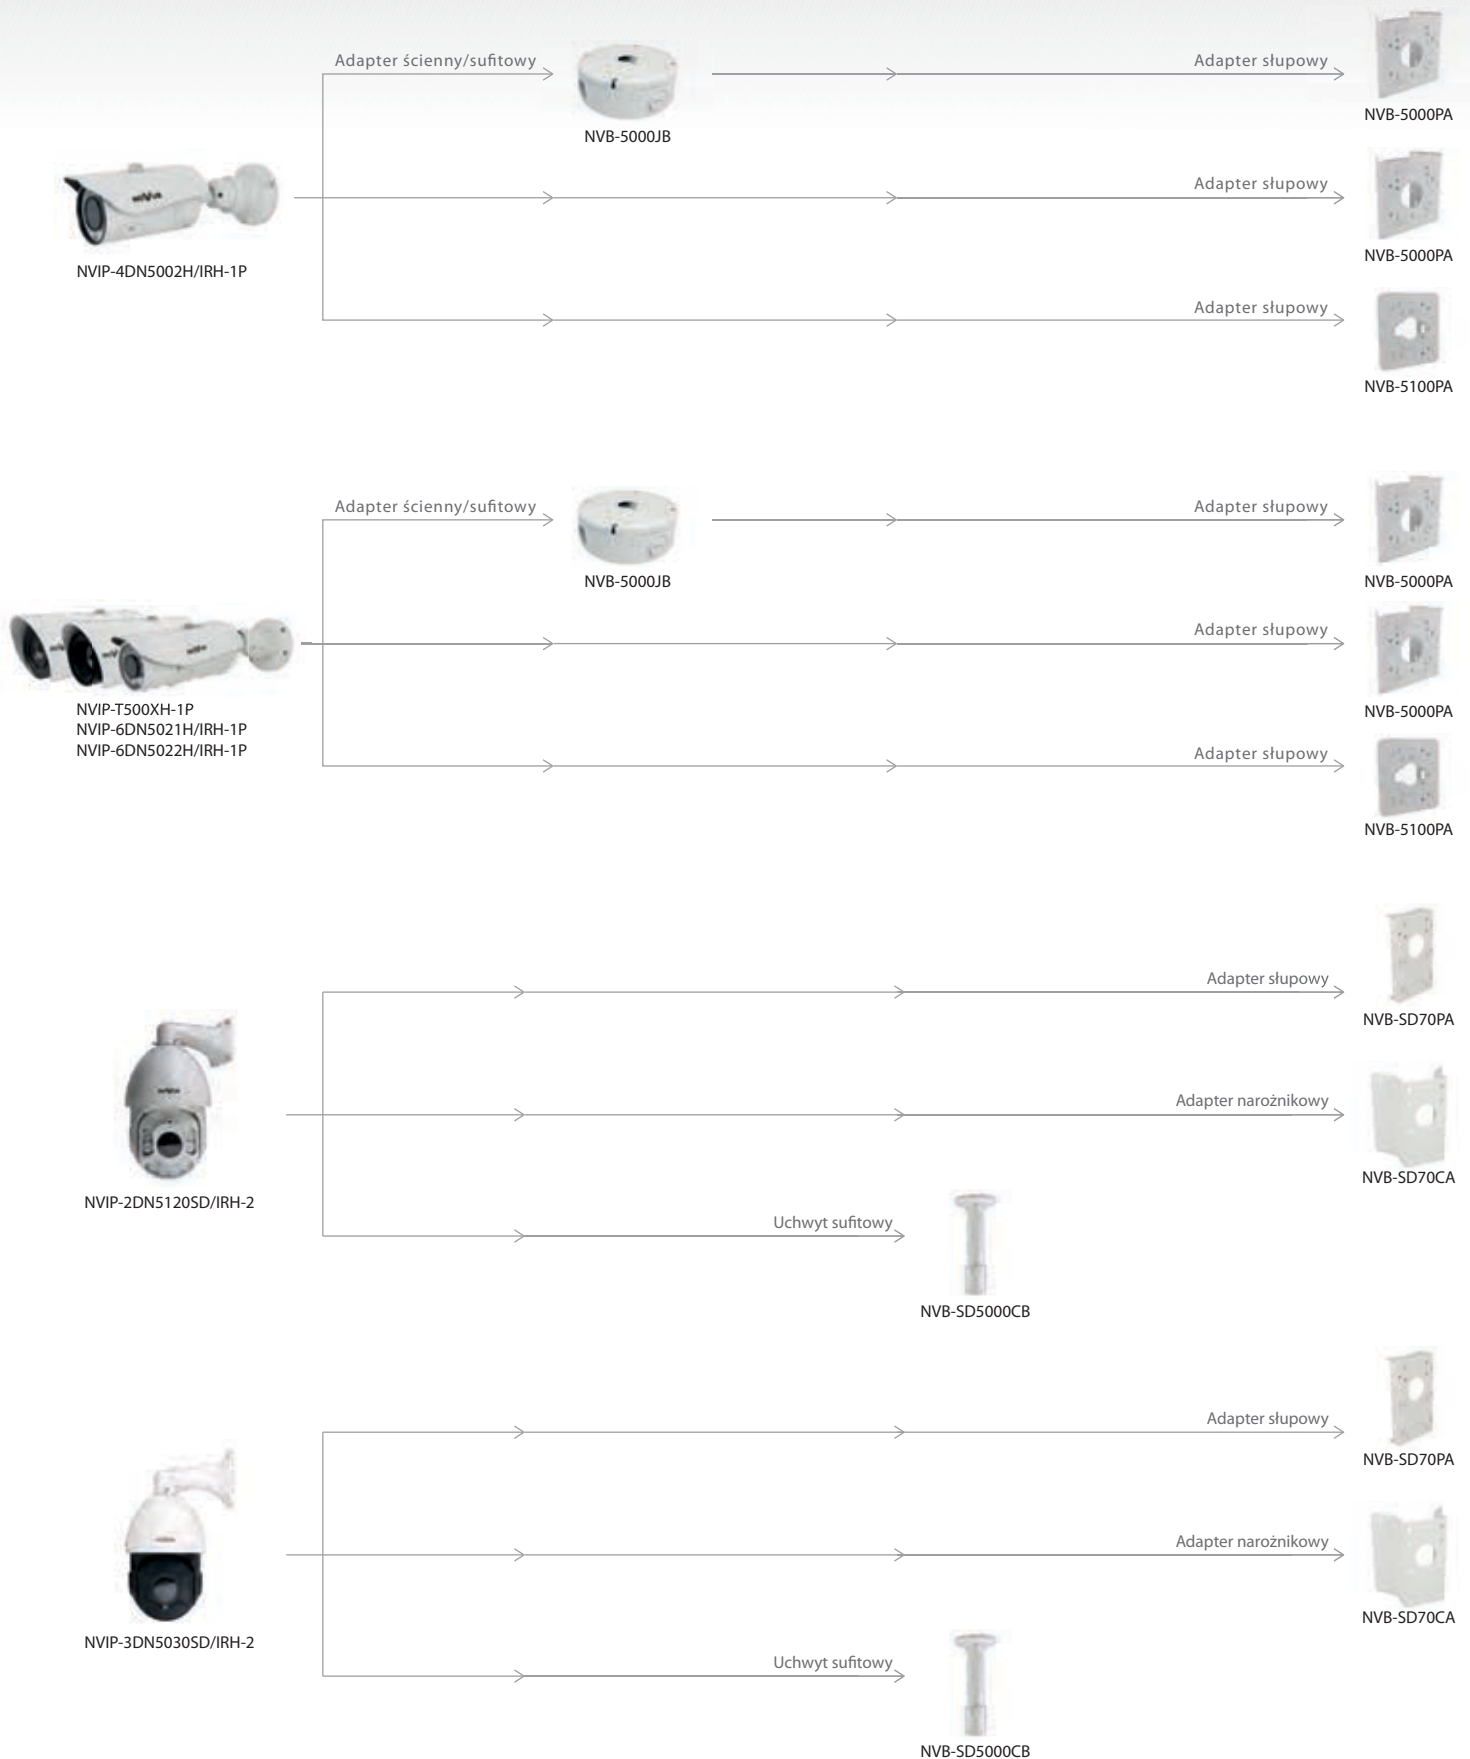 Adapter ścienny/sufitowy
NVB-5000JB
Adapter słupowy
NVB-5000PA
NVIP-4DN5002H/IRH-1P
Adapter słupowy
NVB-5000PA
Adapter słupowy
NVB-5100PA
Adapter ścienny/sufitowy
NVB-5000JB
Adapter słupowy
NVB-5000PA
NVIP-T500XH-1P
NVIP-6DN5021H/IRH-1P
NVIP-6DN5022H/IRH-1P
Adapter słupowy
NVB-5000PA
Adapter słupowy
NVB-5100PA
Adapter słupowy
NVB-SD70PA
NVIP-2DN5120SD/IRH-2
Adapter narożnikowy
NVB-SD70CA
Uchwyt sufitowy
NVB-SD5000CB
Adapter słupowy
NVB-SD70PA
NVIP-3DN5030SD/IRH-2
Adapter narożnikowy
NVB-SD70CA
Uchwyt sufitowy
NVB-SD5000CB